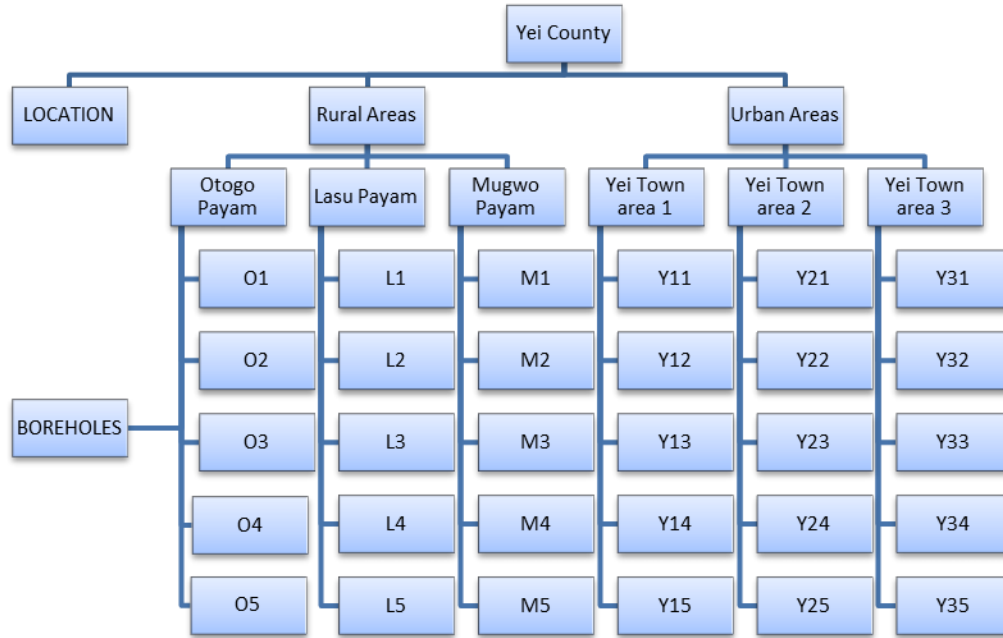 Yei County
LOCATION
Rural Areas
Urban Areas
Otogo
Payam
Lasu Payam
Mugwo
Payam
Yei Town
area 1
Yei Town
area 2
Yei Town
area 3
O1
L1
M1
Y11
Y21
Y31
O2
L2
M2
Y12
Y22
Y32
BOREHOLES
O3
L3
M3
Y13
Y23
Y33
O4
L4
M4
Y14
Y24
Y34
O5
L5
M5
Y15
Y25
Y35